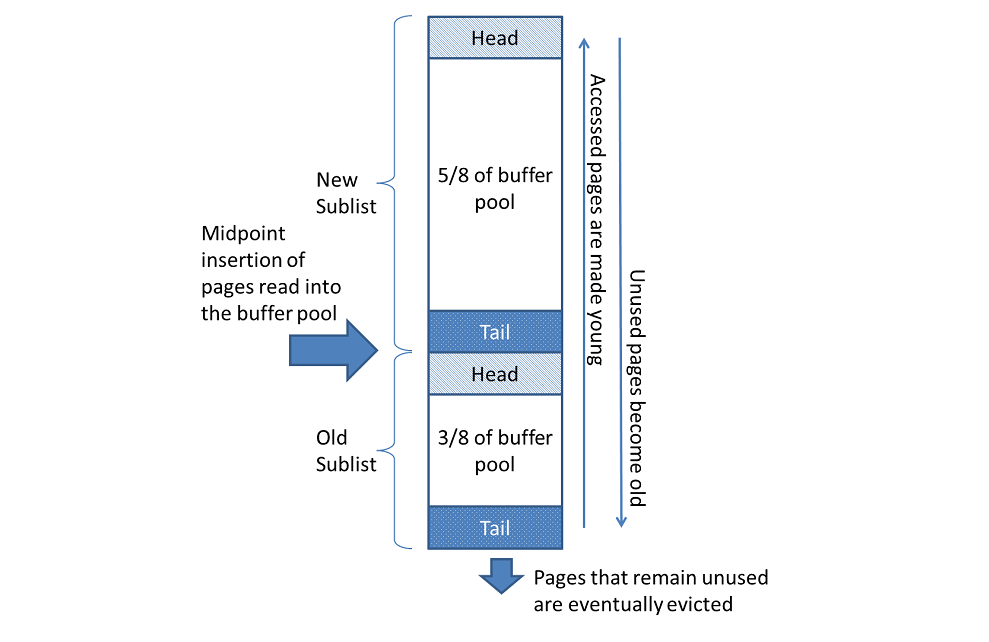 Head
5/8 of buffer
pool
New
Sublist
Midpoint
insertion of
pages read into
the buffer pool
Tail
Head
Old
Sublist
3/8 of buffer
pool
Tail
Accessed pages are made young
Unused pages become old
Pages that remain unused
are eventually evicted